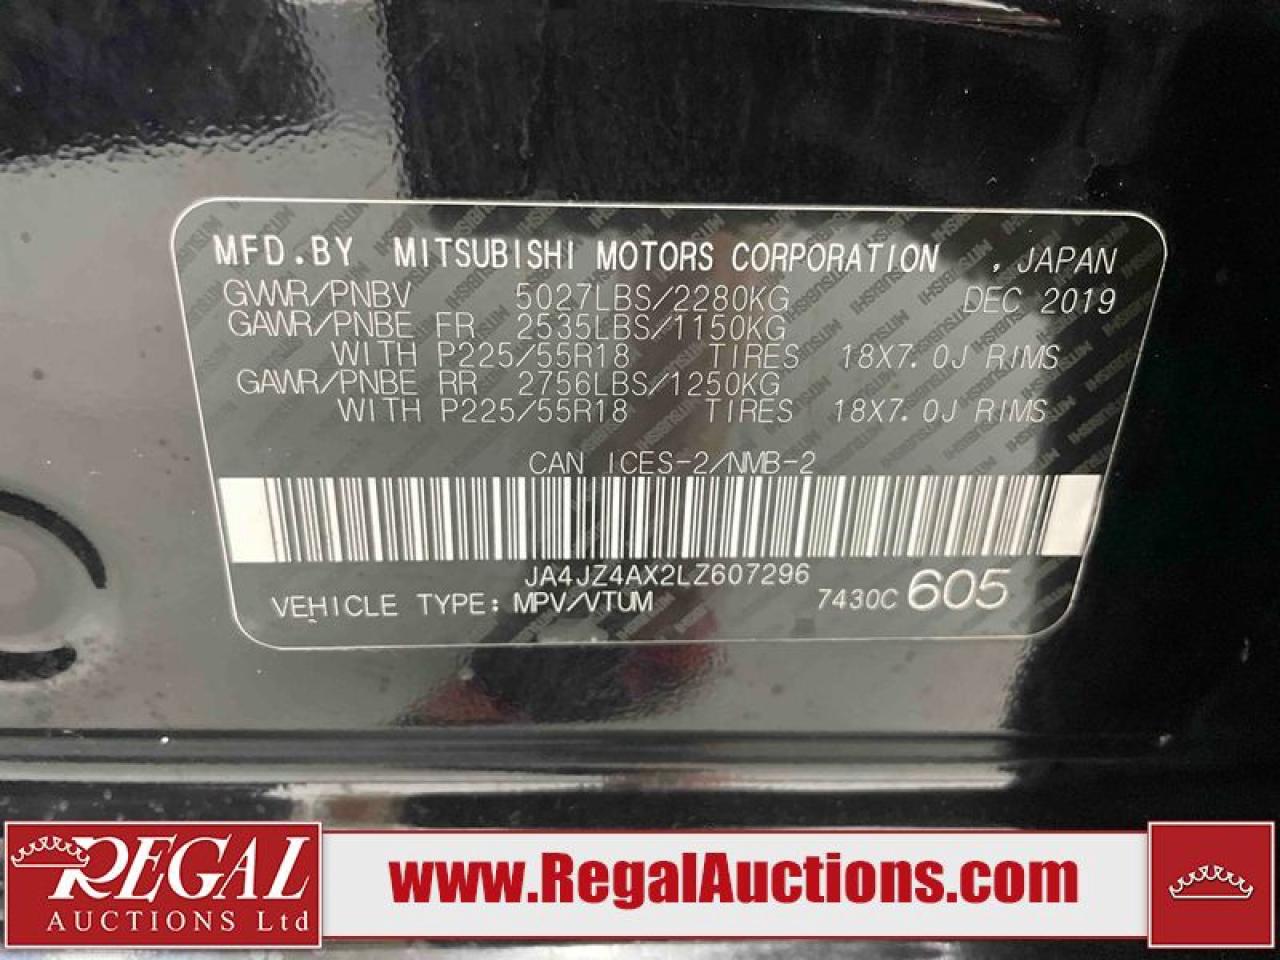 MFD.BY MITSUBISHI MOTORS CORPORATION , JAPAN
GVWR/PNBV 5027LBS/2280KG DEC 2019
GAWR/PNBE FR 2535LBS/1150KG
WITH P225/55R18 TIRES 18X7.0J RIMS
GAWR/PNBE RR 2756LBS/1250KG
WITH P225/55R18 TIRES 18X7.0J RIMS
CAN ICES-2/NMB-2
JA4JZ4AX2LZ607296
VEHICLE TYPE: MPV/VTUM 7430C 605
REGAL
AUCTIONS Ltd
www.RegalAuctions.com